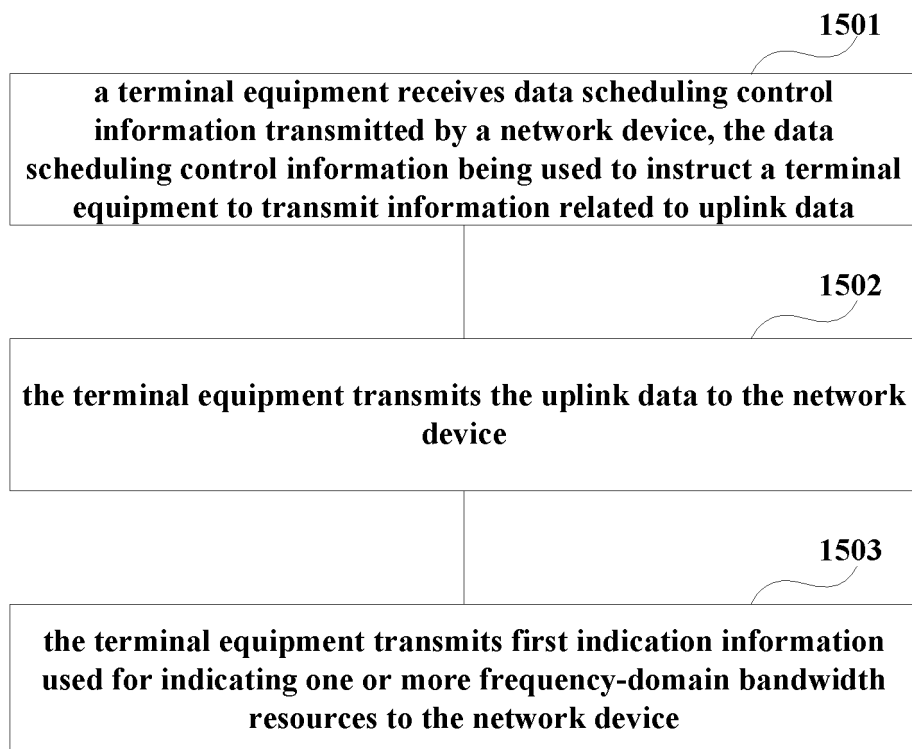 1501
a terminal equipment receives data scheduling control
information transmitted by a network device, the data
scheduling control information being used to instruct a terminal
equipment to transmit information related to uplink data
1502
the terminal equipment transmits the uplink data to the network
device
1503
the terminal equipment transmits first indication information
used for indicating one or more frequency-domain bandwidth
resources to the network device